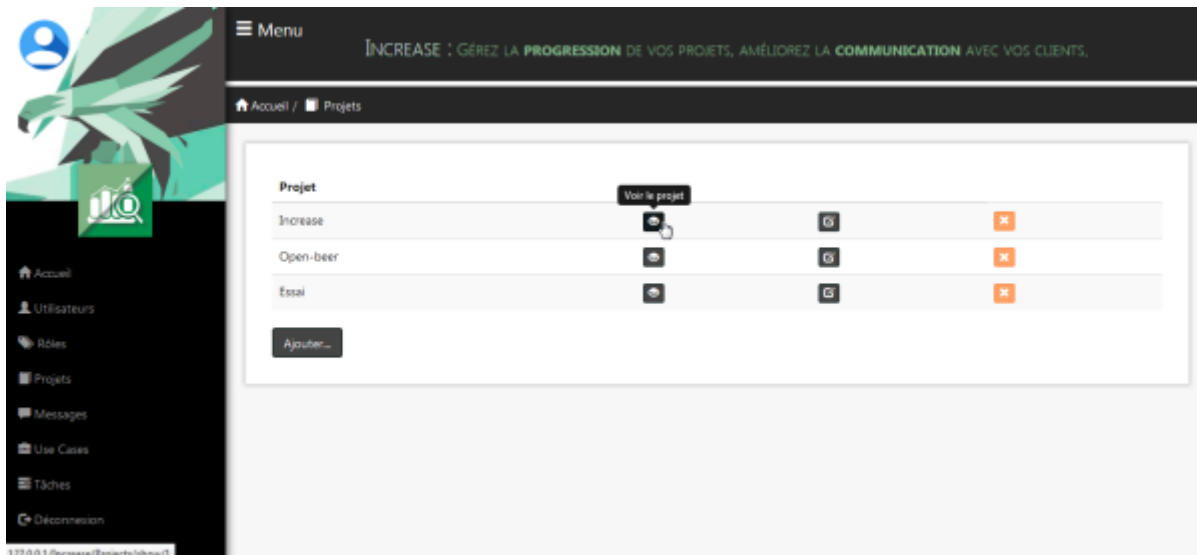 Menu
INCREASE : GÉREZ LA PROGRESSION DE VOS PROJETS, AMÉLIOREZ LA COMMUNICATION AVEC VOS CLIENTS.
Accueil / Projets
Projet
Voir le projet
Increase
Open-beer
Essai
Ajouter...
Accueil
Utilisateurs
Rôles
Projets
Messages
Use Cases
Tâches
Déconnexion